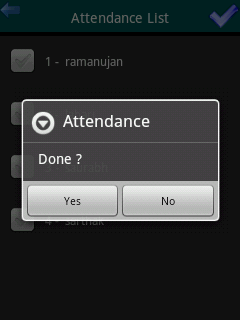 Attendance List
1 - ramanujan
Attendance
Done ?
Yes
No
4 - sarthak